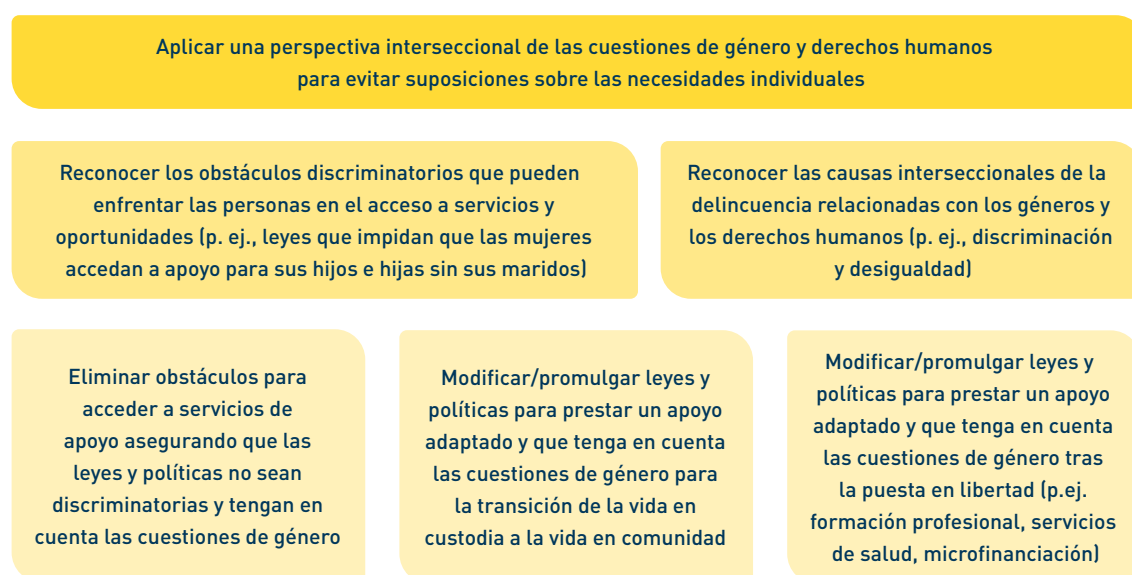 Aplicar una perspectiva interseccional de las cuestiones de género y derechos humanos
para evitar suposiciones sobre las necesidades individuales
Reconocer los obstáculos discriminatorios que pueden
enfrentar las personas en el acceso a servicios y
oportunidades (p. ej., leyes que impidan que las mujeres
accedan a apoyo para sus hijos e hijas sin sus maridos)
Reconocer las causas interseccionales de la
delincuencia relacionadas con los géneros y
los derechos humanos (p. ej., discriminación
y desigualdad)
Eliminar obstáculos para
acceder a servicios de
apoyo asegurando que las
leyes y políticas no sean
discriminatorias y tengan en
cuenta las cuestiones de género
Modificar/promulgar leyes y
políticas para prestar un apoyo
adaptado y que tenga en cuenta
las cuestiones de género para
la transición de la vida en
custodia a la vida en comunidad
Modificar/promulgar leyes y
políticas para prestar un apoyo
adaptado y que tenga en cuenta
las cuestiones de género tras
la puesta en libertad (p.ej.
formación profesional, servicios
de salud, microfinanciación)